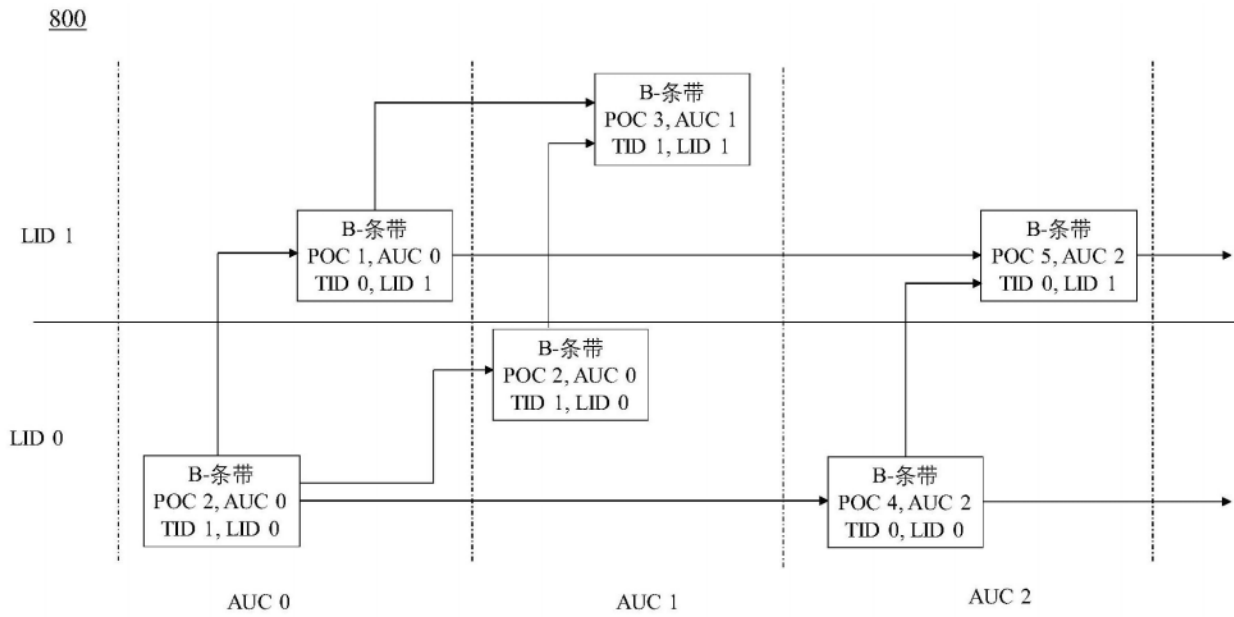 800
B-条带
POC 3, AUC 1
TID 1, LID 1
LID 1
B-条带
POC 1, AUC 0
TID 0, LID 1
B-条带
POC 5, AUC 2
TID 0, LID 1
B-条带
POC 2, AUC 0
TID 1, LID 0
LID 0
B-条带
POC 2, AUC 0
TID 1, LID 0
B-条带
POC 4, AUC 2
TID 0, LID 0
AUC 0
AUC 1
AUC 2